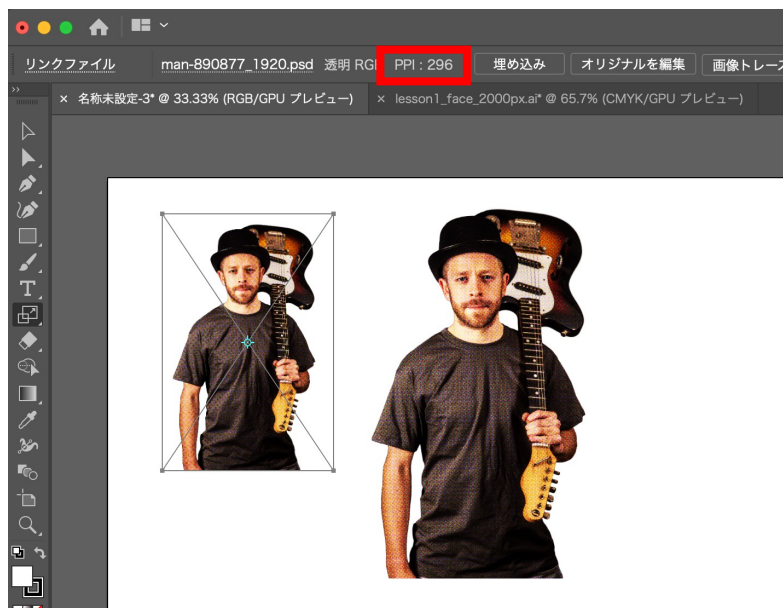 リンクファイル man-890877_1920.psd 透明 RGI PPI : 296 埋め込み オリジナルを編集 画像トレース
× 名称未設定-3* @ 33.33% (RGB/GPU プレビュー) × lesson1_face_2000px.ai* @ 65.7% (CMYK/GPU プレビュー)